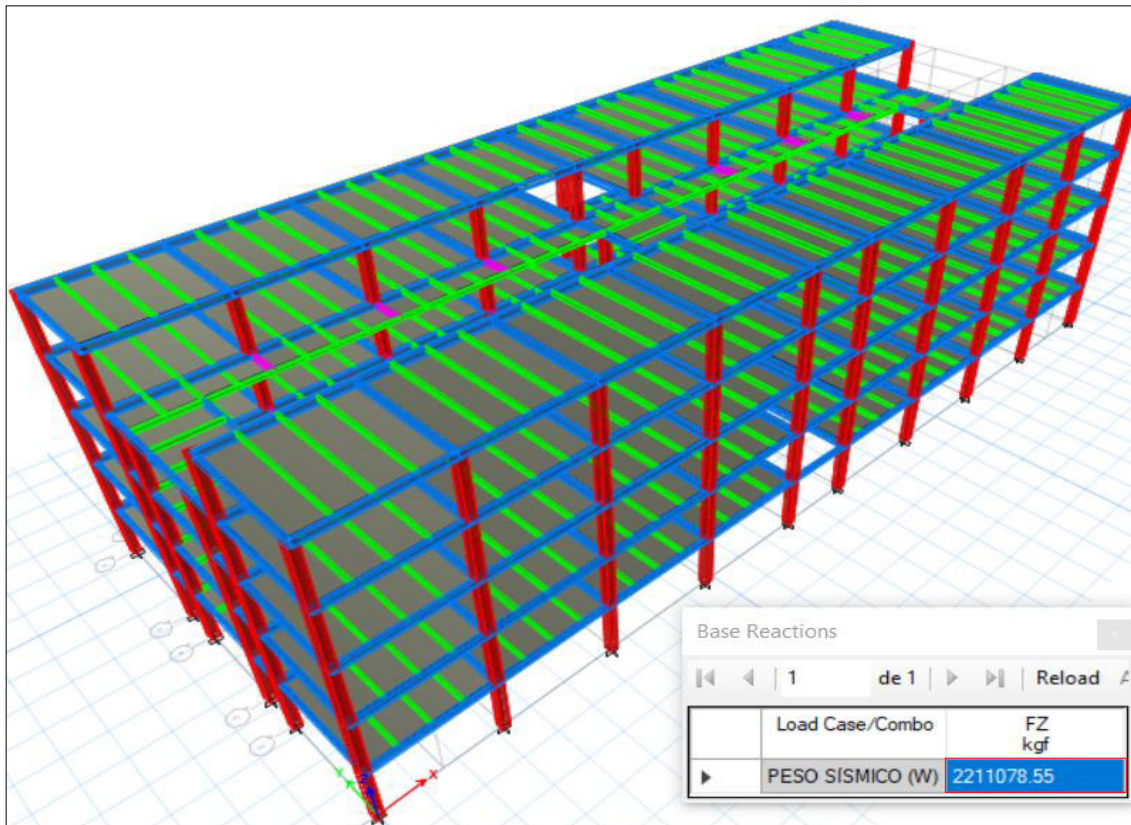 Base Reactions
1 de 1 Reload
Load Case/Combo FZ
kgf
PESO SÍSMICO (W) 2211078.55
X
Y